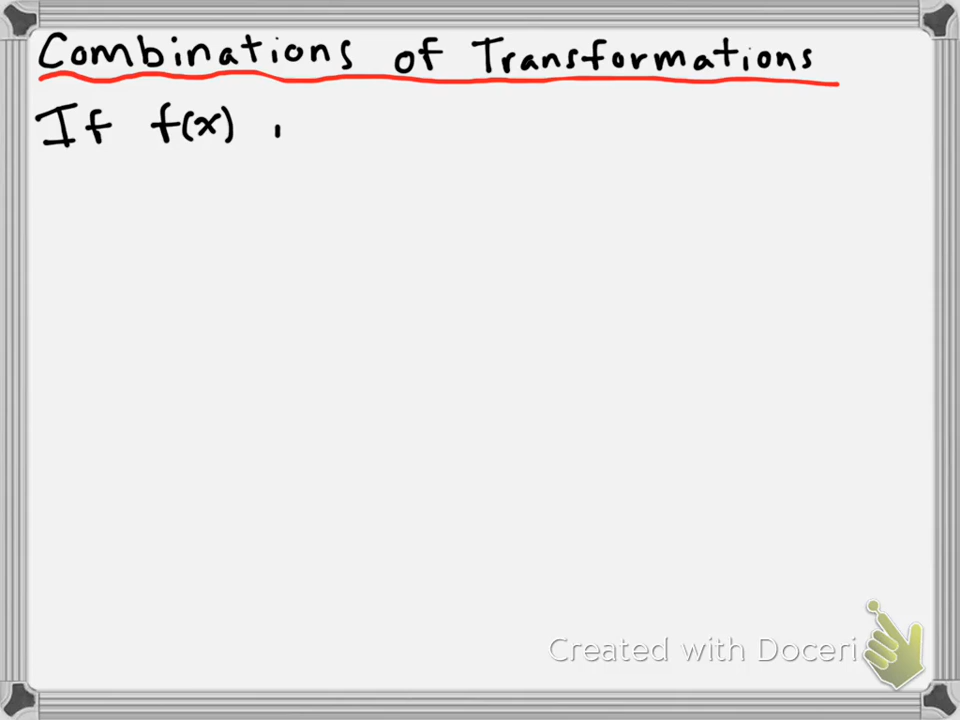 Combinations of Transformations
If f(x)
Created with Doceri